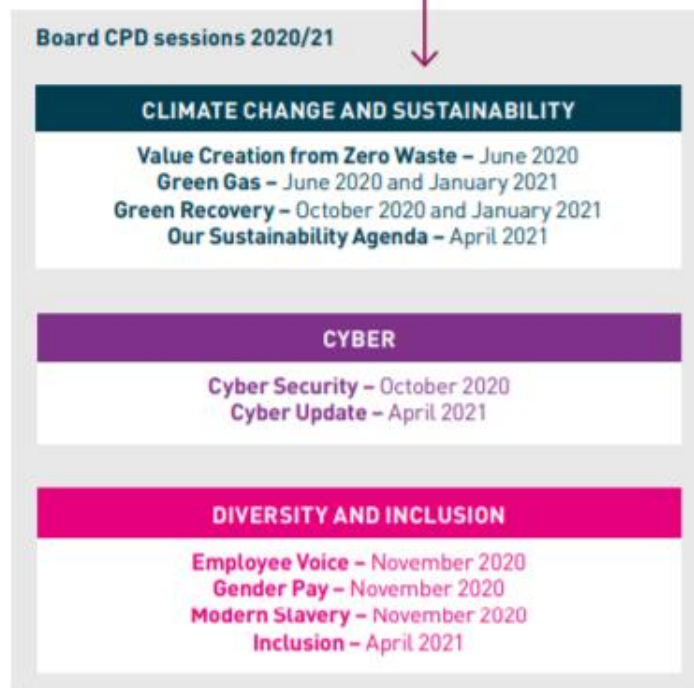 Board CPD sessions 2020/21
CLIMATE CHANGE AND SUSTAINABILITY
Value Creation from Zero Waste – June 2020
Green Gas – June 2020 and January 2021
Green Recovery – October 2020 and January 2021
Our Sustainability Agenda – April 2021
CYBER
Cyber Security – October 2020
Cyber Update – April 2021
DIVERSITY AND INCLUSION
Employee Voice – November 2020
Gender Pay – November 2020
Modern Slavery – November 2020
Inclusion – April 2021